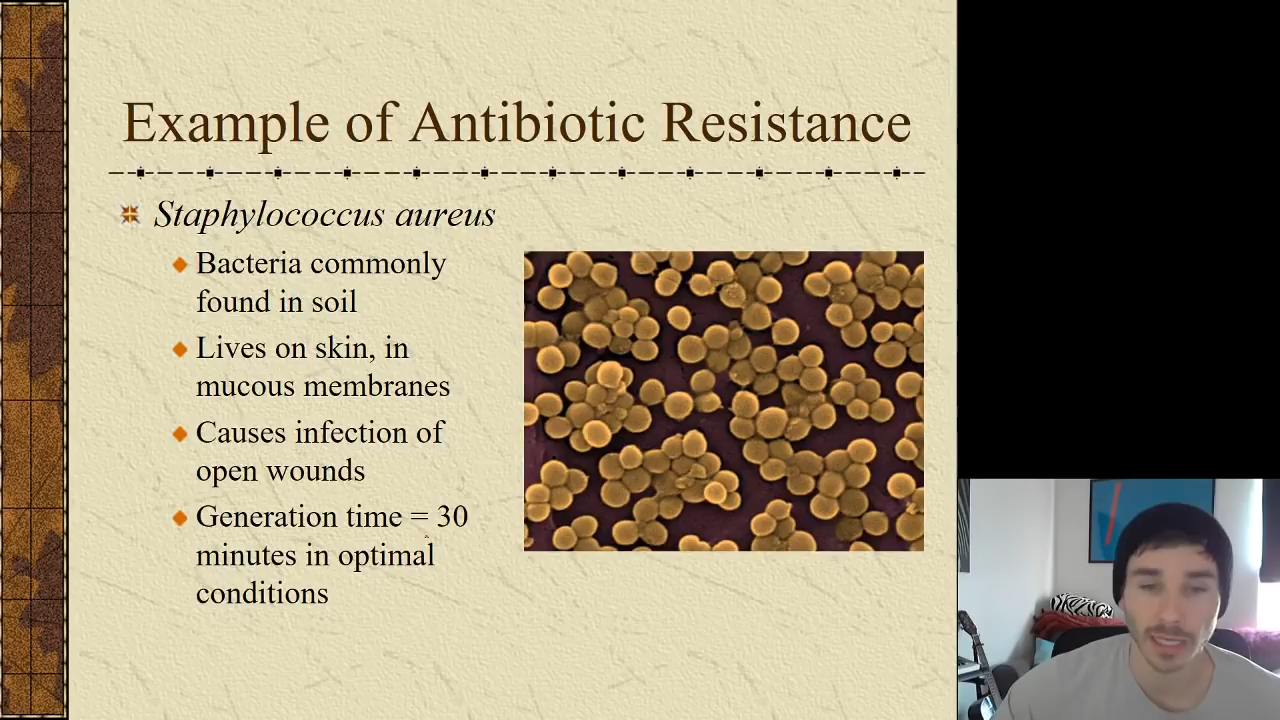 Example of Antibiotic Resistance
Staphylococcus aureus
Bacteria commonly
found in soil
Lives on skin, in
mucous membranes
Causes infection of
open wounds
Generation time = 30
minutes in optimal
conditions